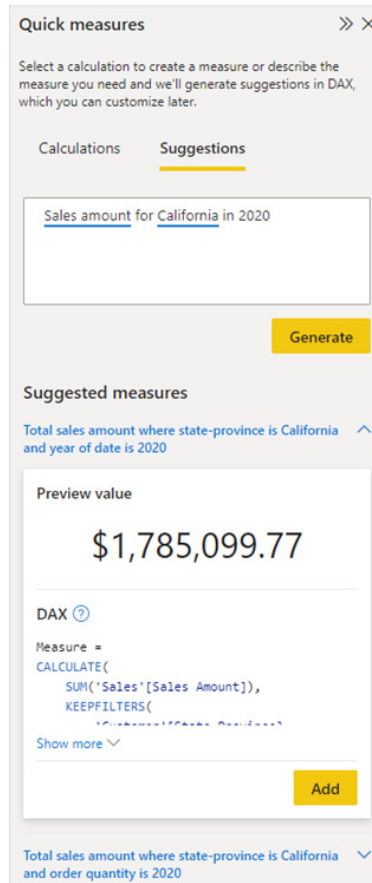 Quick measures
Select a calculation to create a measure or describe the
measure you need and we'll generate suggestions in DAX,
which you can customize later.
Calculations Suggestions
Sales amount for California in 2020
Generate
Suggested measures
Total sales amount where state-province is California
and year of date is 2020
Preview value
$1,785,099.77
DAX ?
Measure =
CALCULATE(
SUM('Sales'[Sales Amount]),
KEEPFILTERS(
Show more
Add
Total sales amount where state-province is California
and order quantity is 2020